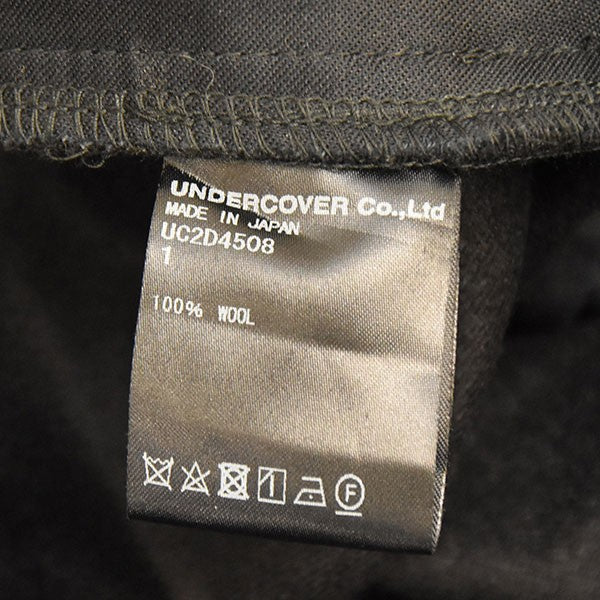 UNDERCOVER Co.,Ltd
MADE IN JAPAN
UC2D4508
1
100% WOOL
F